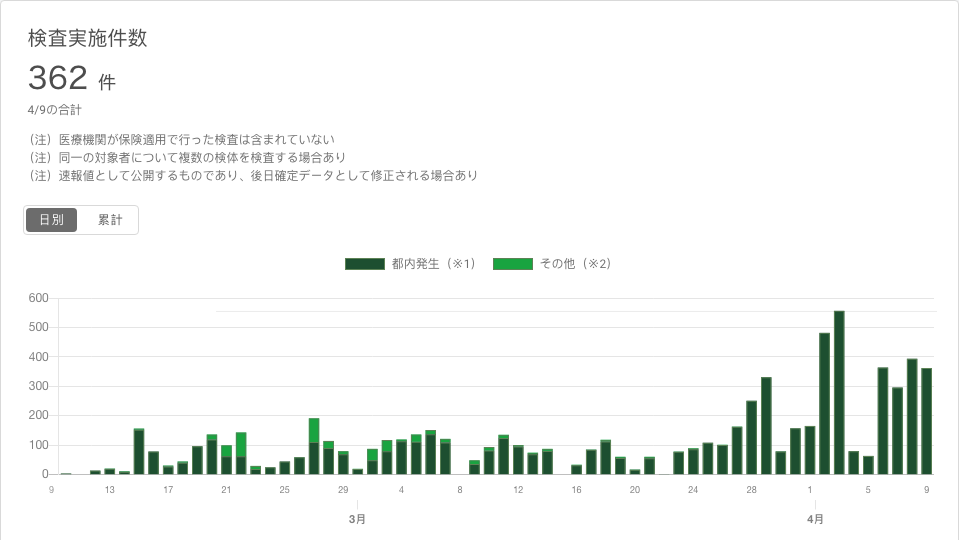 検査実施件数
362 件
4/9の合計
（注）医療機関が保険適用で行った検査は含まれていない
（注）同一の対象者について複数の検体を検査する場合あり
（注）速報値として公開するものであり、後日確定データとして修正される場合あり
日別 累計
都内発生（※1） その他（※2）
600
500
400
300
200
100
0
9 13 17 21 25 29 4 8 12 16 20 24 28 1 5 9
3月 4月